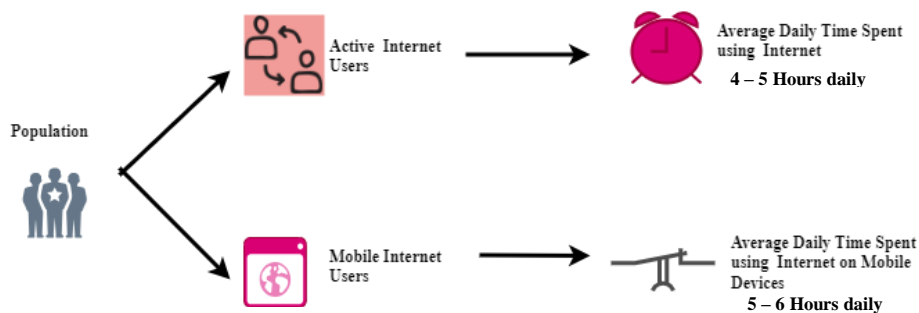 Population
Active Internet
Users
Average Daily Time Spent
using Internet
4 – 5 Hours daily
Mobile Internet
Users
Average Daily Time Spent
using Internet on Mobile
Devices
5 – 6 Hours daily